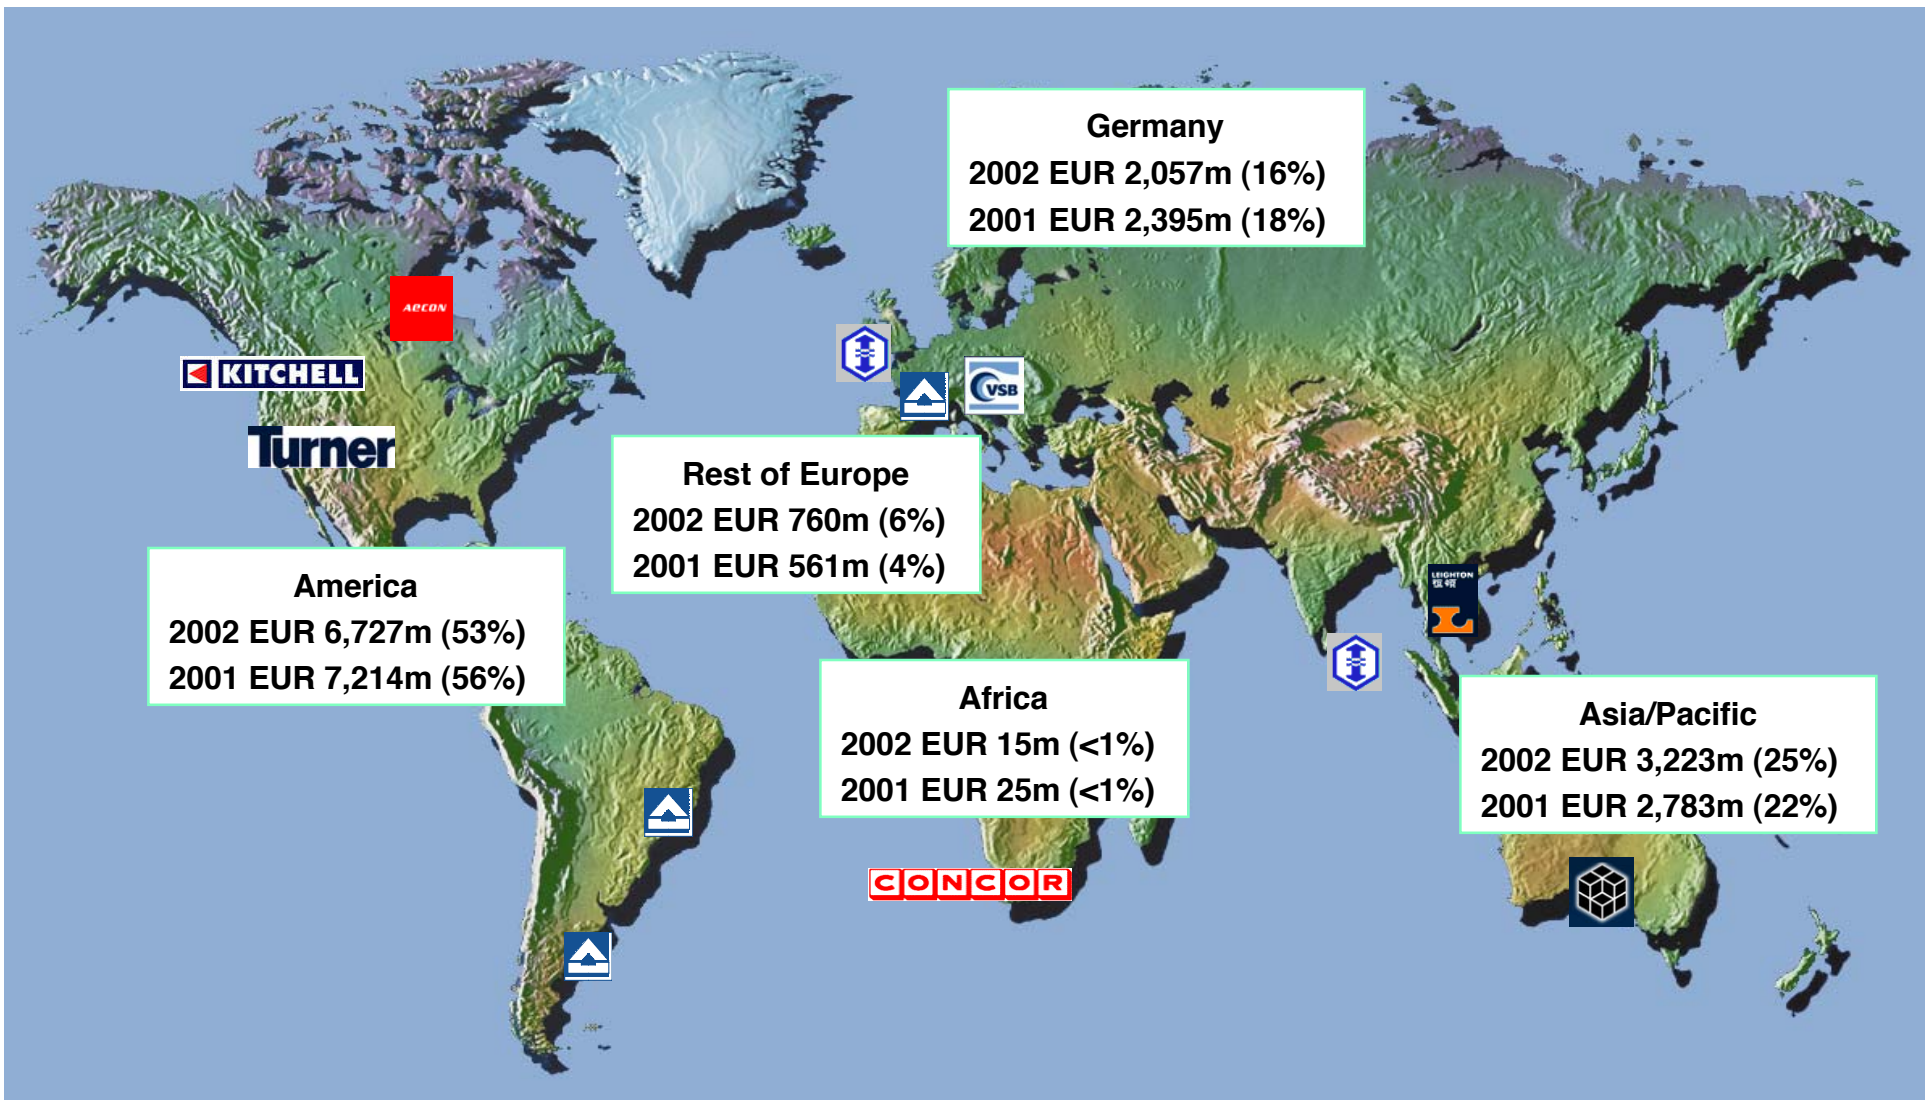 Germany
2002 EUR 2,057m (16%)
2001 EUR 2,395m (18%)
AECON
KITCHELL
VSB
Turner
Rest of Europe
2002 EUR 760m (6%)
2001 EUR 561m (4%)
America
2002 EUR 6,727m (53%)
2001 EUR 7,214m (56%)
LEIGHTON
Africa
2002 EUR 15m (<1%)
2001 EUR 25m (<1%)
Asia/Pacific
2002 EUR 3,223m (25%)
2001 EUR 2,783m (22%)
CONCOR